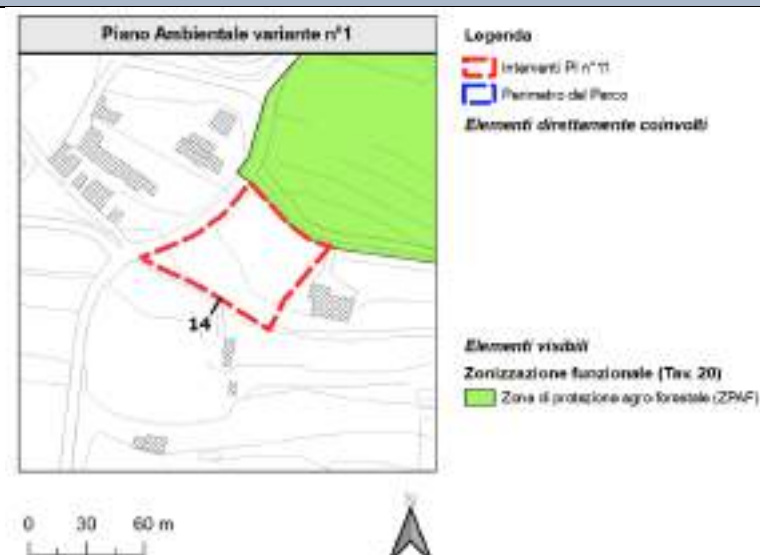 Piano Ambientale variante n°1
Legenda
Interventi PI n°11
Perimetro del Parco
Elementi direttamente coinvolti
14
Elementi visibili
Zonizzazione funzionale (Tav. 20)
Zona di protezione agro-forestale (ZPAF)
0 30 60 m
N